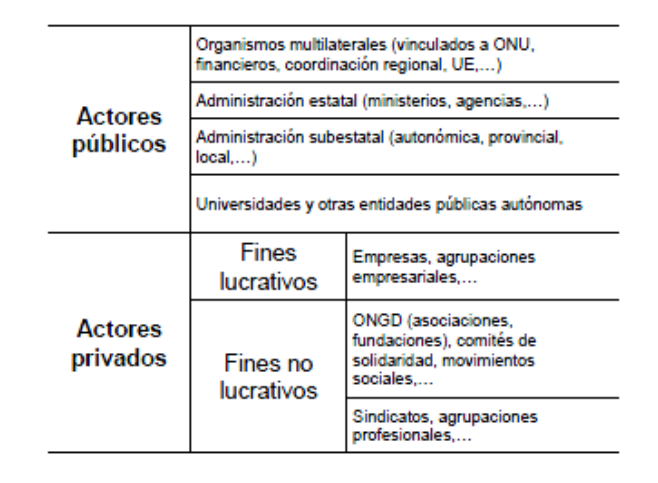 Organismos multilaterales (vinculados a ONU,
financieros, coordinación regional, UE,...)
Actores
públicos
Administración estatal (ministerios, agencias,...)
Administración subestatal (autonómica, provincial,
local,...)
Universidades y otras entidades públicas autónomas
Actores
privados
Fines
lucrativos
Empresas, agrupaciones
empresariales,...
Fines no
lucrativos
ONGD (asociaciones,
fundaciones), comités de
solidaridad, movimientos
sociales,...
Sindicatos, agrupaciones
profesionales,...